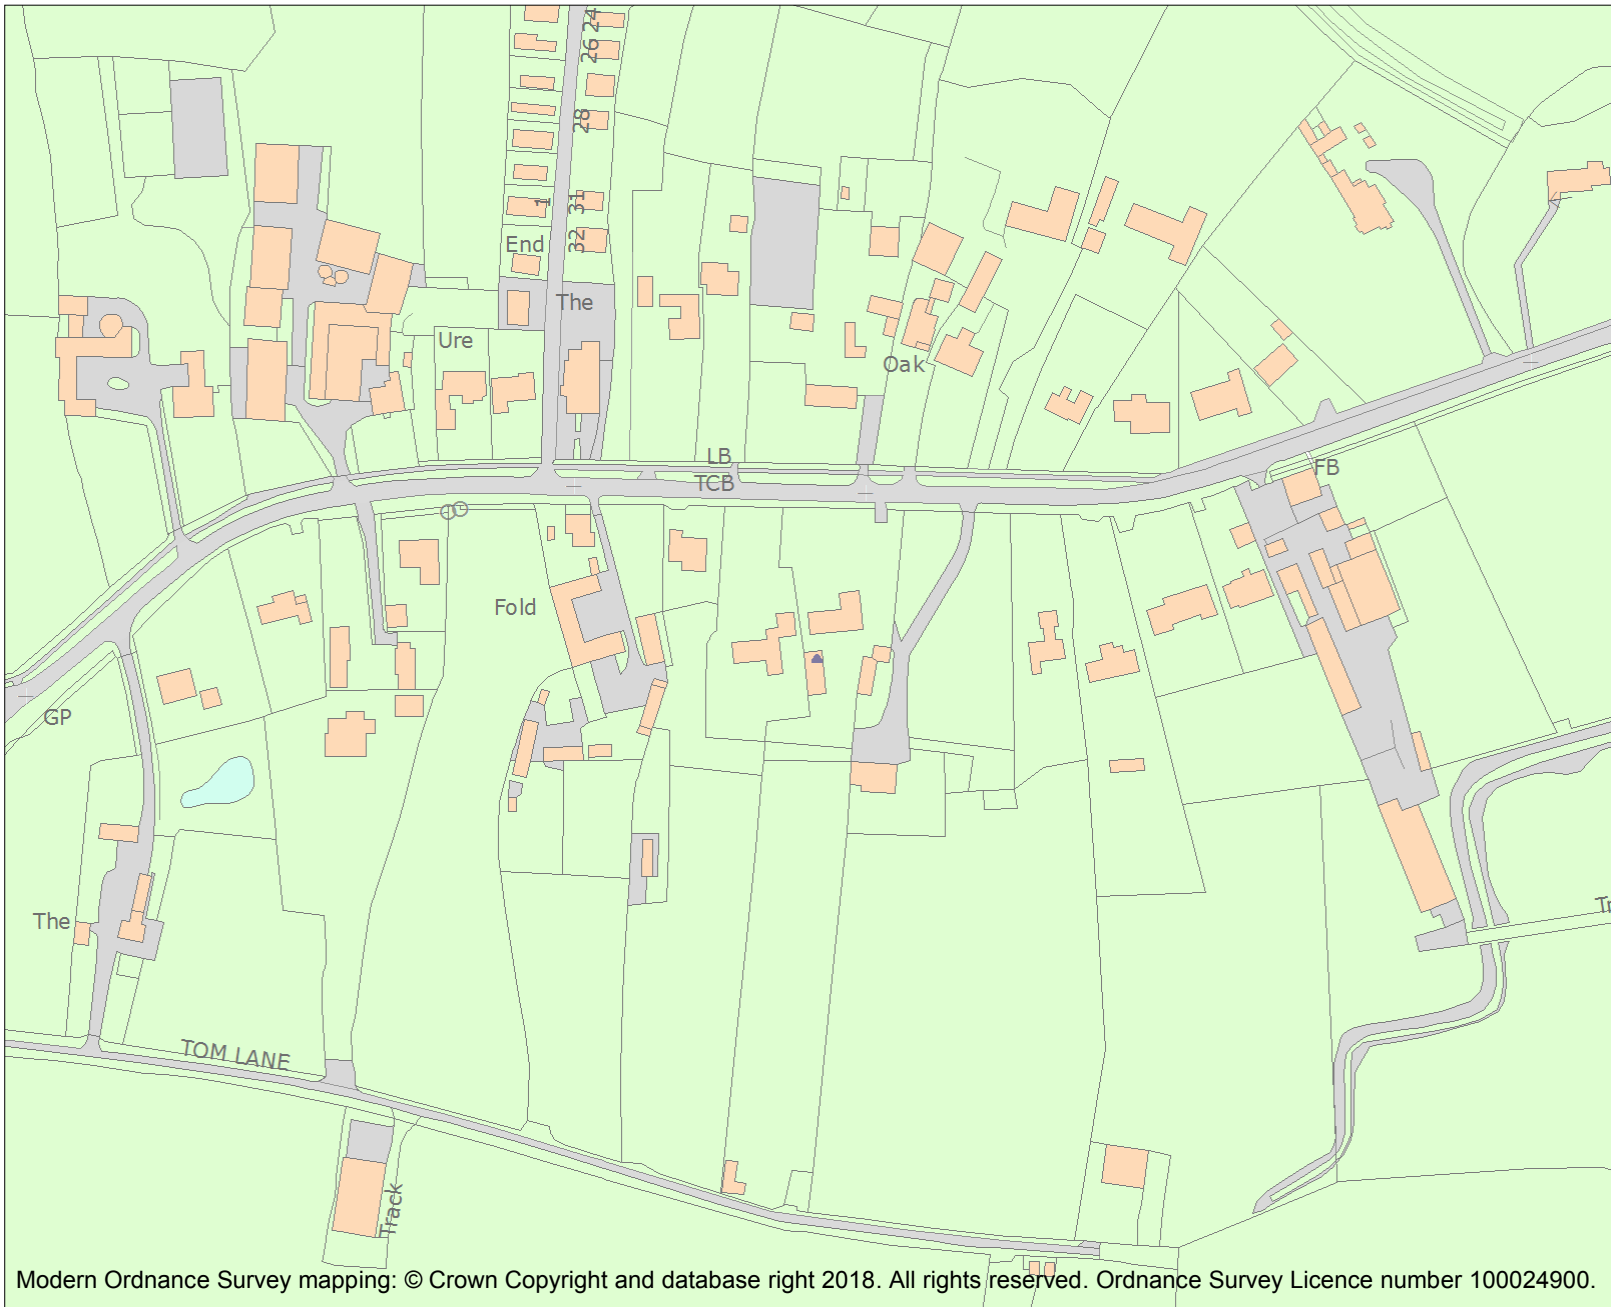 24
26
28
31
1
32
End
The
Ure
Oak
LB
TCB
FB
Fold
GP
The
Tr
TOM LANE
Track
Modern Ordnance Survey mapping: © Crown Copyright and database right 2018. All rights reserved. Ordnance Survey Licence number 100024900.